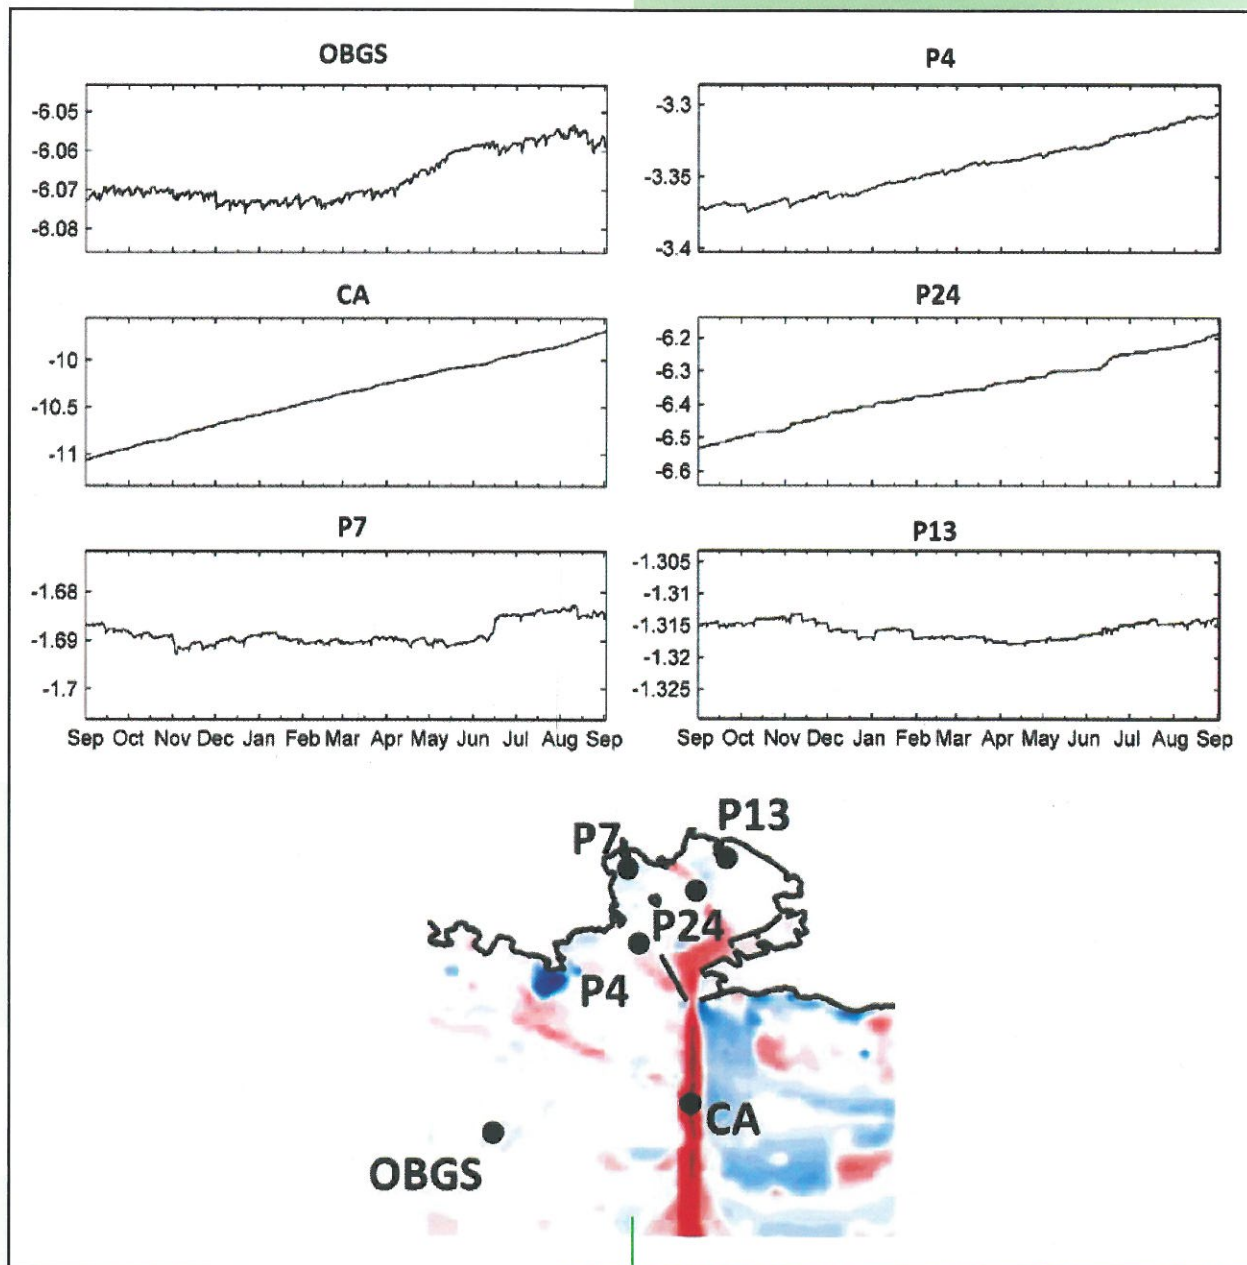 OBGS
-6.05
-6.06
-6.07
-6.08
P4
-3.3
-3.35
-3.4
CA
-10
-10.5
-11
P24
-6.2
-6.3
-6.4
-6.5
-6.6
P7
-1.68
-1.69
-1.7
Sep Oct Nov Dec Jan Feb Mar Apr May Jun Jul Aug Sep
P13
-1.305
-1.31
-1.315
-1.32
-1.325
Sep Oct Nov Dec Jan Feb Mar Apr May Jun Jul Aug Sep
P13
P7
P24
P4
CA
OBGS